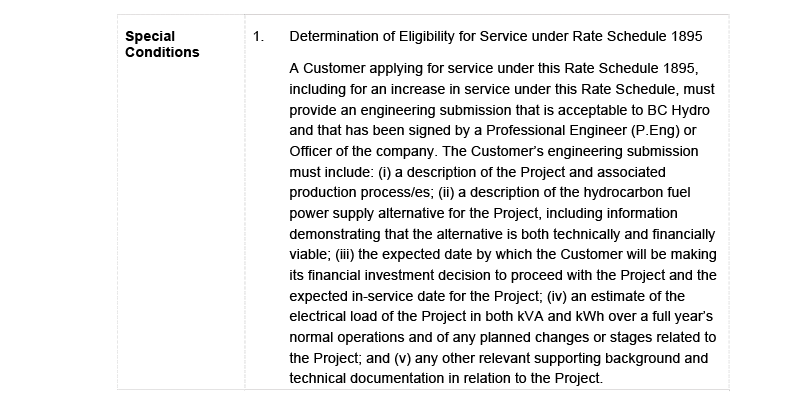 Special
Conditions
1. Determination of Eligibility for Service under Rate Schedule 1895
A Customer applying for service under this Rate Schedule 1895,
including for an increase in service under this Rate Schedule, must
provide an engineering submission that is acceptable to BC Hydro
and that has been signed by a Professional Engineer (P.Eng) or
Officer of the company. The Customer’s engineering submission
must include: (i) a description of the Project and associated
production process/es; (ii) a description of the hydrocarbon fuel
power supply alternative for the Project, including information
demonstrating that the alternative is both technically and financially
viable; (iii) the expected date by which the Customer will be making
its financial investment decision to proceed with the Project and the
expected in-service date for the Project; (iv) an estimate of the
electrical load of the Project in both kVA and kWh over a full year’s
normal operations and of any planned changes or stages related to
the Project; and (v) any other relevant supporting background and
technical documentation in relation to the Project.